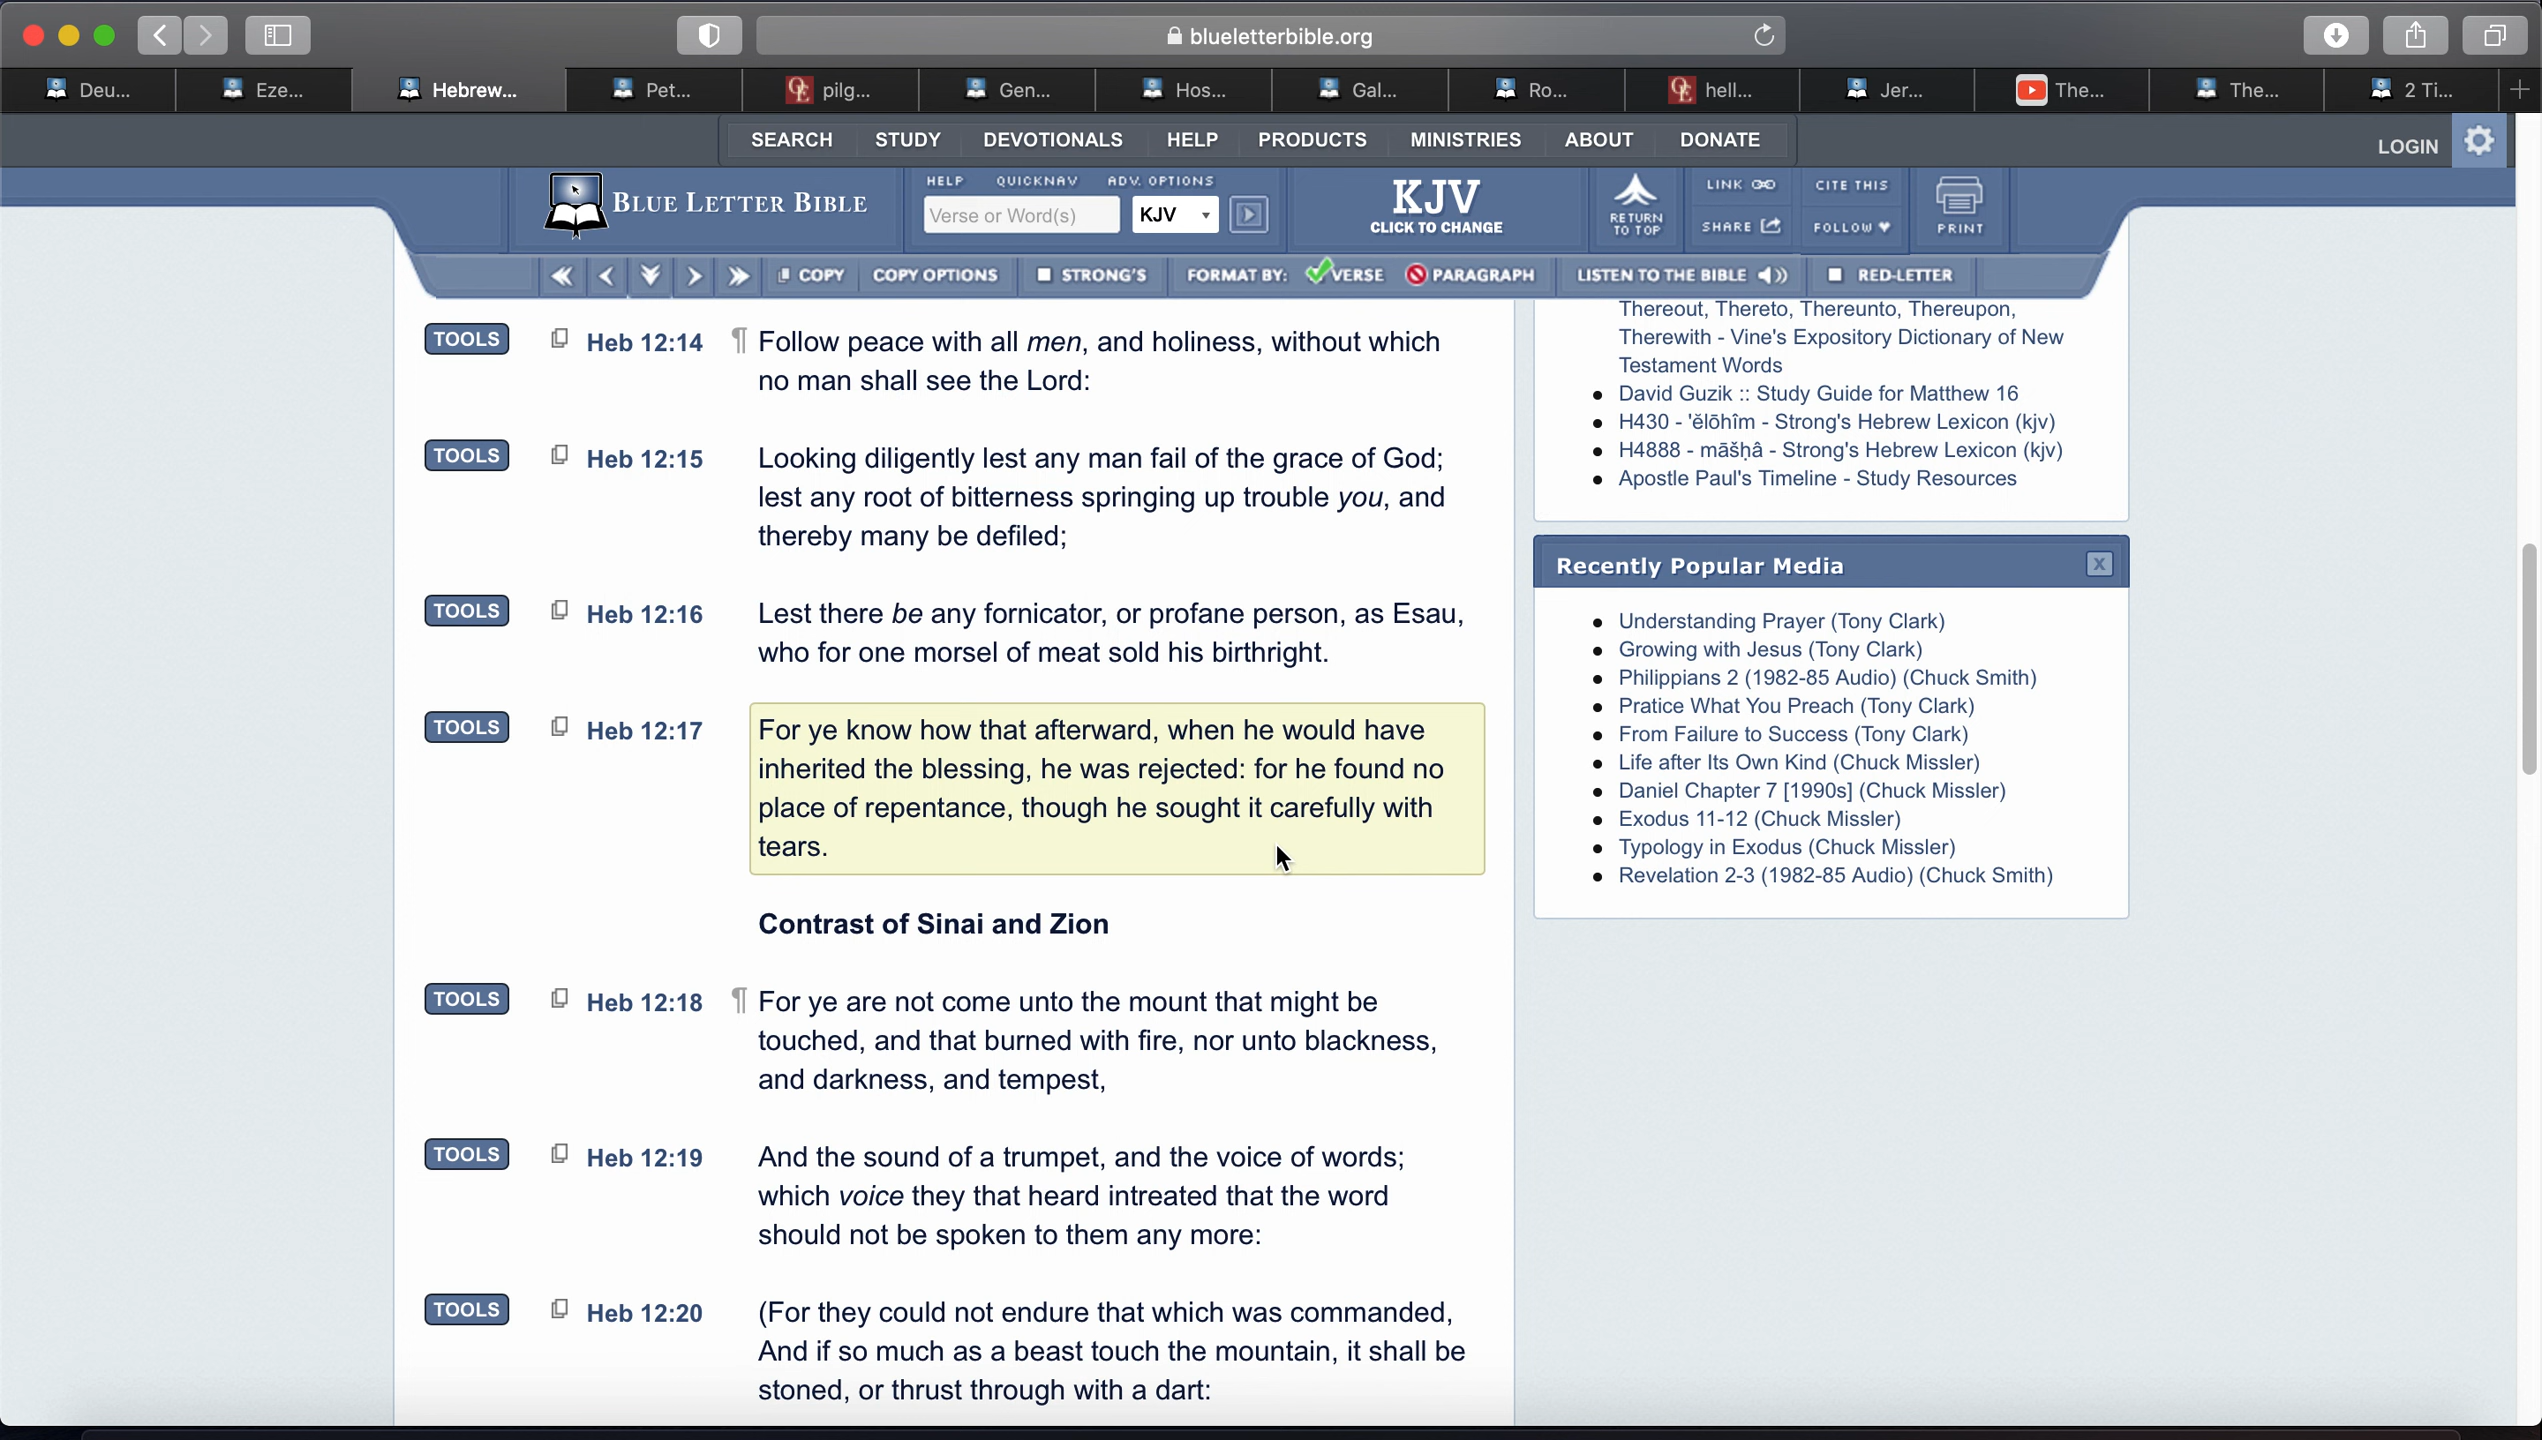 blueletterbible.org
Deu... Eze... Hebrew... Pet... OE pilg... Gen... Hos... Gal... Ro... OE hell... Jer... The... The... 2 Ti...
SEARCH STUDY DEVOTIONALS HELP PRODUCTS MINISTRIES ABOUT DONATE
LOGIN
BLUE LETTER BIBLE
HELP QUICKNAV ADV. OPTIONS
Verse or Word(s) KJV
KJV
CLICK TO CHANGE
RETURN
TO TOP
LINK
SHARE
CITE THIS
FOLLOW
PRINT
COPY COPY OPTIONS STRONG'S FORMAT BY: VERSE PARAGRAPH LISTEN TO THE BIBLE RED-LETTER
TOOLS Heb 12:14 ¶ Follow peace with all men, and holiness, without which
no man shall see the Lord:
TOOLS Heb 12:15 Looking diligently lest any man fail of the grace of God;
lest any root of bitterness springing up trouble you, and
thereby many be defiled;
TOOLS Heb 12:16 Lest there be any fornicator, or profane person, as Esau,
who for one morsel of meat sold his birthright.
TOOLS Heb 12:17 For ye know how that afterward, when he would have
inherited the blessing, he was rejected: for he found no
place of repentance, though he sought it carefully with
tears.
Contrast of Sinai and Zion
TOOLS Heb 12:18 ¶ For ye are not come unto the mount that might be
touched, and that burned with fire, nor unto blackness,
and darkness, and tempest,
TOOLS Heb 12:19 And the sound of a trumpet, and the voice of words;
which voice they that heard intreated that the word
should not be spoken to them any more:
TOOLS Heb 12:20 (For they could not endure that which was commanded,
And if so much as a beast touch the mountain, it shall be
stoned, or thrust through with a dart:
Thereout, Thereto, Thereunto, Thereupon,
Therewith - Vine's Expository Dictionary of New
Testament Words
David Guzik :: Study Guide for Matthew 16
H430 - 'ĕlōhîm - Strong's Hebrew Lexicon (kjv)
H4888 - māšḥâ - Strong's Hebrew Lexicon (kjv)
Apostle Paul's Timeline - Study Resources
Recently Popular Media
x
Understanding Prayer (Tony Clark)
Growing with Jesus (Tony Clark)
Philippians 2 (1982-85 Audio) (Chuck Smith)
Pratice What You Preach (Tony Clark)
From Failure to Success (Tony Clark)
Life after Its Own Kind (Chuck Missler)
Daniel Chapter 7 [1990s] (Chuck Missler)
Exodus 11-12 (Chuck Missler)
Typology in Exodus (Chuck Missler)
Revelation 2-3 (1982-85 Audio) (Chuck Smith)